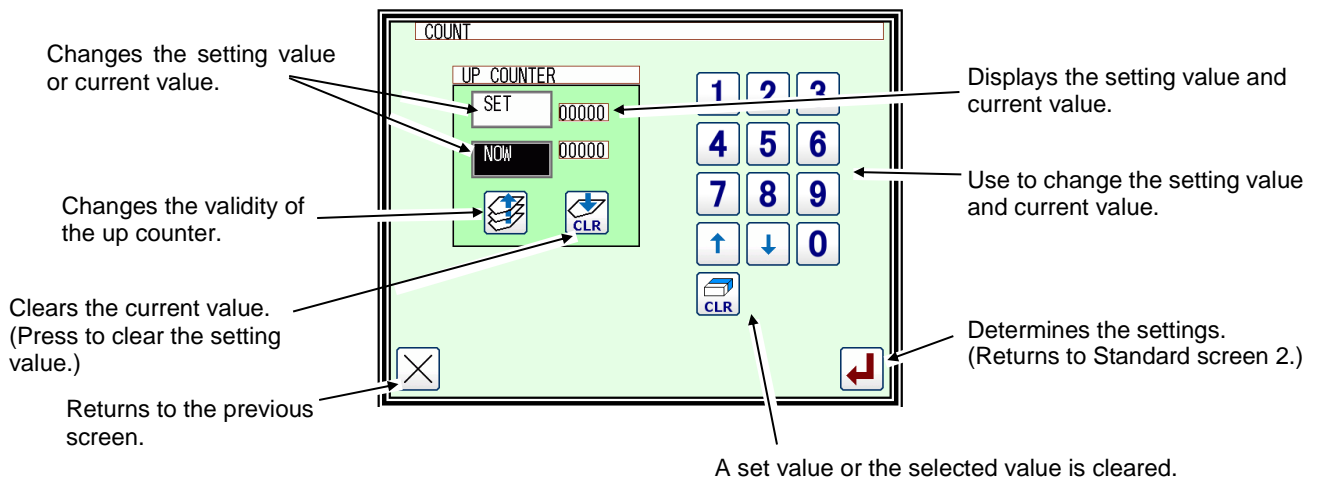 COUNT
Changes the setting value
or current value.
UP COUNTER
SET
00000
NOW
00000
CLR
1 2 3
4 5 6
7 8 9
↑ ↓ 0
CLR
Displays the setting value and
current value.
Use to change the setting value
and current value.
Changes the validity of
the up counter.
Clears the current value.
(Press to clear the setting
value.)
Determines the settings.
(Returns to Standard screen 2.)
Returns to the previous
screen.
A set value or the selected value is cleared.